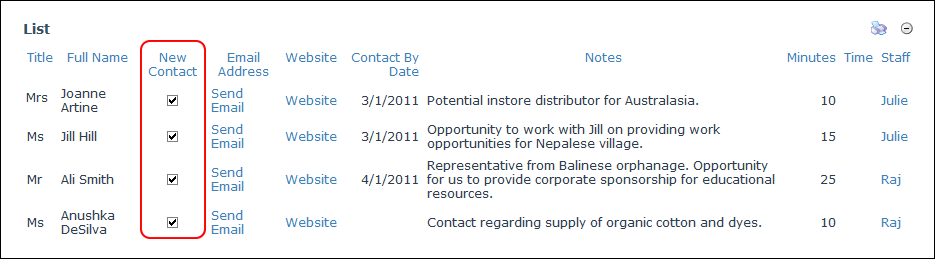 List
Title Full Name New Contact Email Address Website Contact By Date Notes Minutes Time Staff
Mrs Joanne Artine Send Email Website 3/1/2011 Potential instore distributor for Australasia. 10 Julie
Ms Jill Hill Send Email Website 3/1/2011 Opportunity to work with Jill on providing work
opportunities for Nepalese village. 15 Julie
Mr Ali Smith Send Email Website 4/1/2011 Representative from Balinese orphanage. Opportunity
for us to provide corporate sponsorship for educational
resources. 25 Raj
Ms Anushka DeSilva Send Email Website Contact regarding supply of organic cotton and dyes. 10 Raj